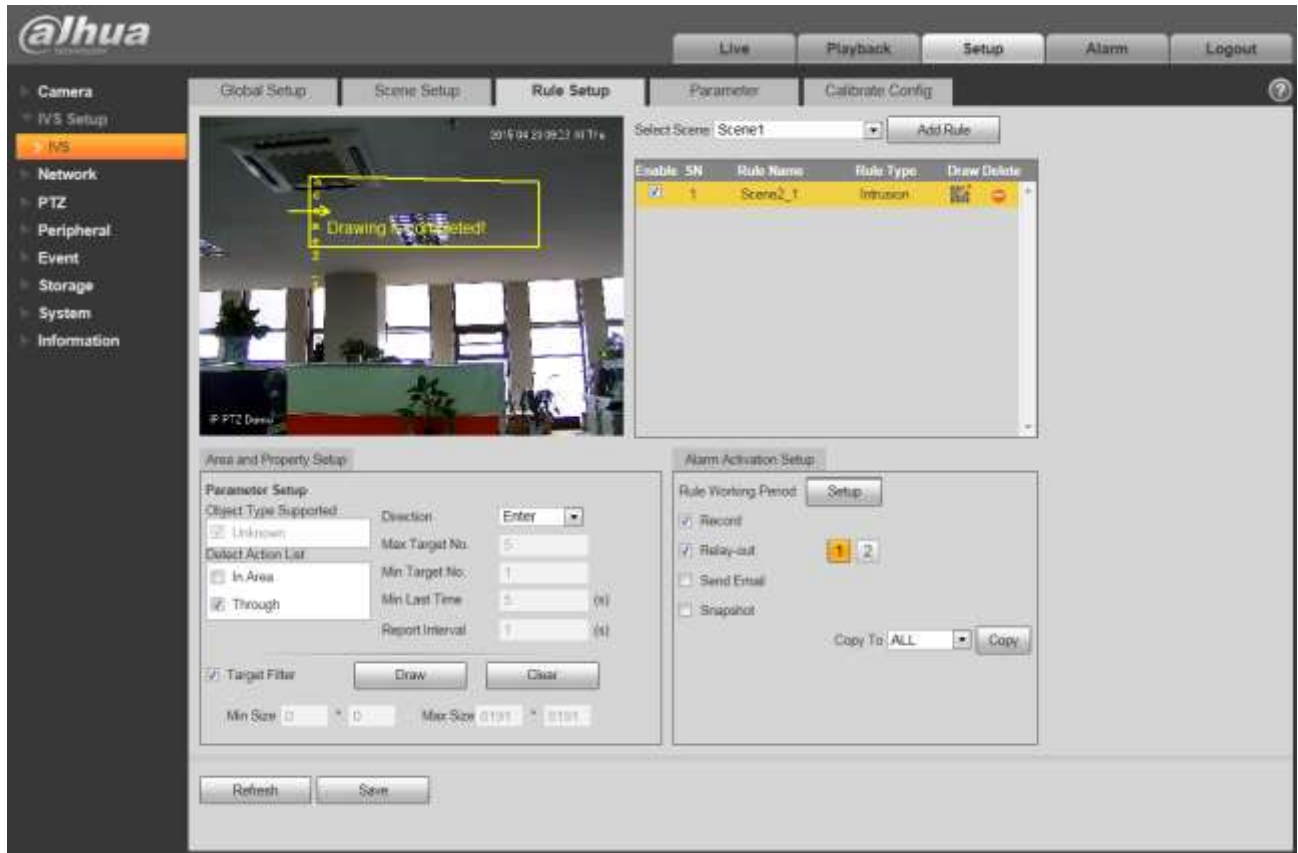 alhua
TECHNOLOGY
Live Playback Setup Alarm Logout
Camera
IVS Setup
IVS
Network
PTZ
Peripheral
Event
Storage
System
Information
Global Setup Scene Setup Rule Setup Parameter Calibrate Config
Drawing is completed!
IP PTZ Dome
Select Scene Scene1 Add Rule
Enable SN Rule Name Rule Type Draw Delete
1 Scene2_1 Intrusion
Area and Property Setup
Parameter Setup
Object Type Supported
Unknown
Detect Action List
In Area
Through
Direction Enter
Max Target No. 5
Min Target No. 1
Min Last Time 5 (s)
Report Interval 1 (s)
Target Filter Draw Clear
Min Size 0 * 0 Max Size 8191 * 8191
Alarm Activation Setup
Rule Working Period Setup
Record
Relay-out 1 2
Send Email
Snapshot
Copy To ALL Copy
Refresh Save